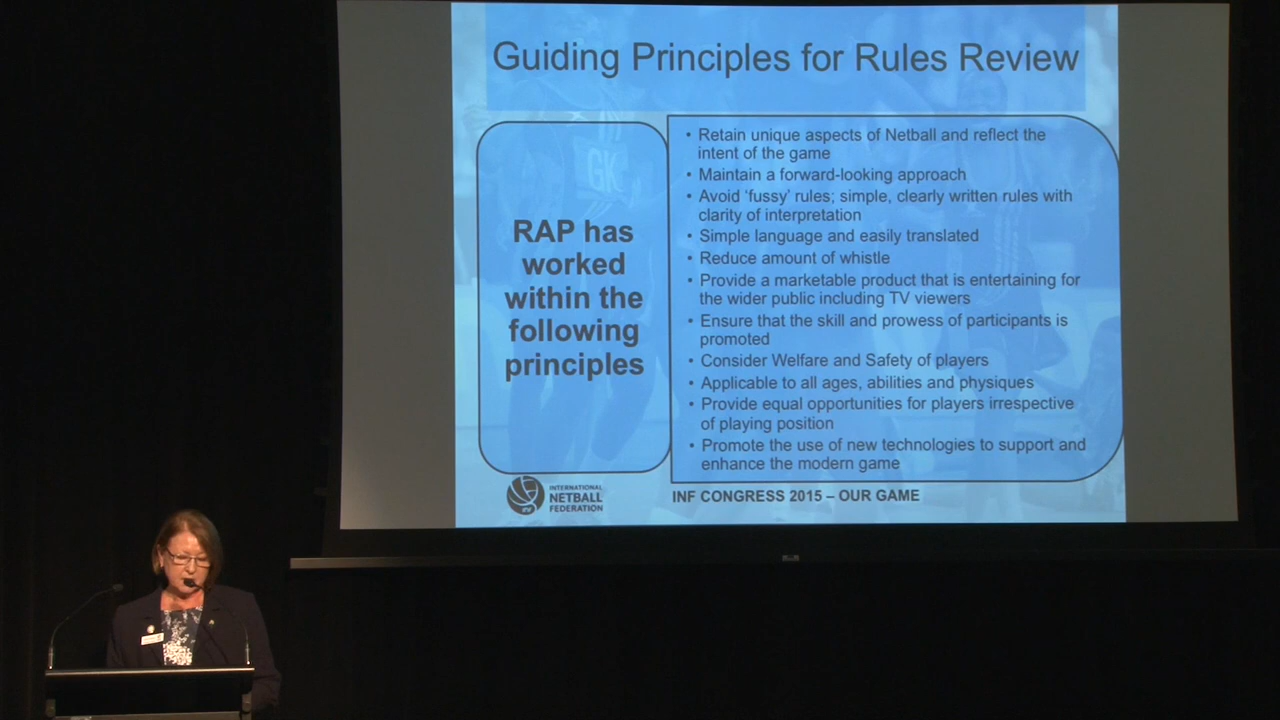 Guiding Principles for Rules Review
RAP has
worked
within the
following
principles
• Retain unique aspects of Netball and reflect the
intent of the game
• Maintain a forward-looking approach
• Avoid ‘fussy’ rules; simple, clearly written rules with
clarity of interpretation
• Simple language and easily translated
• Reduce amount of whistle
• Provide a marketable product that is entertaining for
the wider public including TV viewers
• Ensure that the skill and prowess of participants is
promoted
• Consider Welfare and Safety of players
• Applicable to all ages, abilities and physiques
• Provide equal opportunities for players irrespective
of playing position
• Promote the use of new technologies to support and
enhance the modern game
GK
INTERNATIONAL
NETBALL
FEDERATION
INF CONGRESS 2015 – OUR GAME